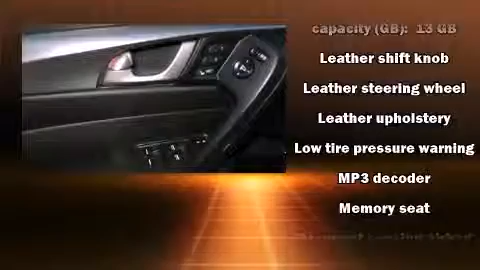 capacity (GB): 13 GB
Leather shift knob
Leather steering wheel
Leather upholstery
Low tire pressure warning
MP3 decoder
Memory seat